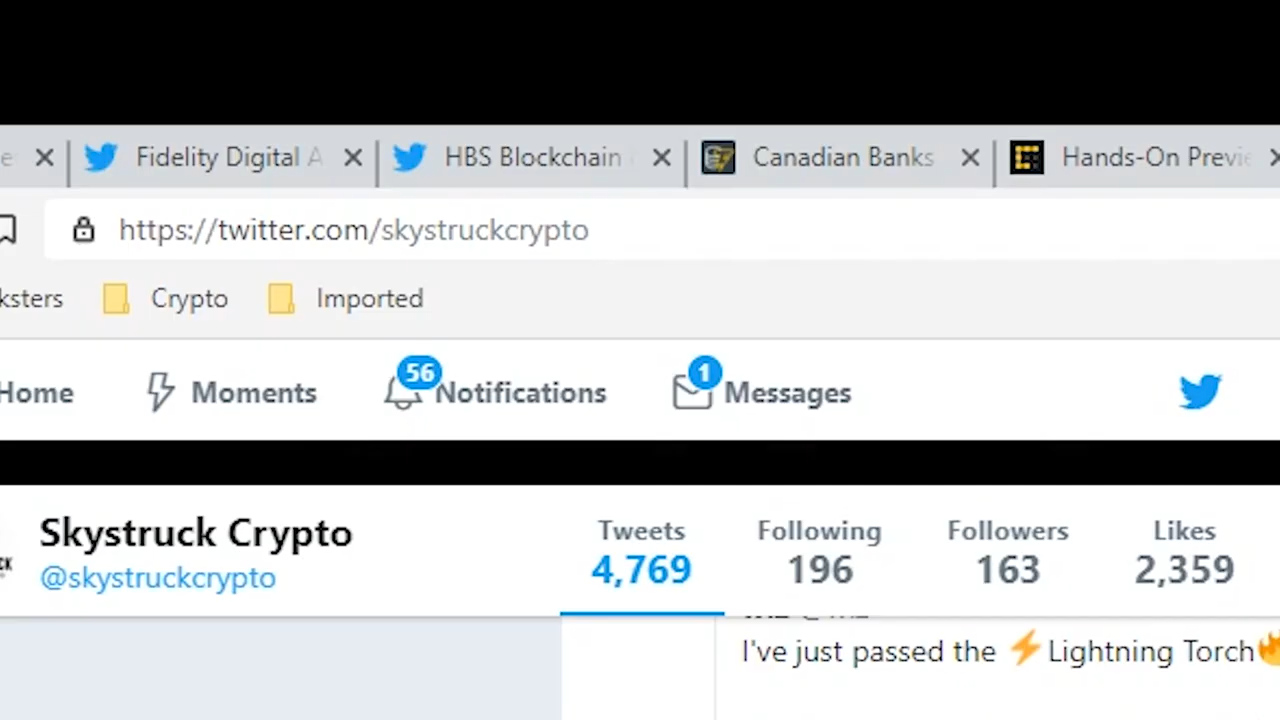 Fidelity Digital A
HBS Blockchain
Canadian Banks
Hands-On Previe
https://twitter.com/skystruckcrypto
ksters
Crypto
Imported
Home
Moments
56
Notifications
1
Messages
Skystruck Crypto
@skystruckcrypto
Tweets
4,769
Following
196
Followers
163
Likes
2,359
I've just passed the ⚡Lightning Torch🔥